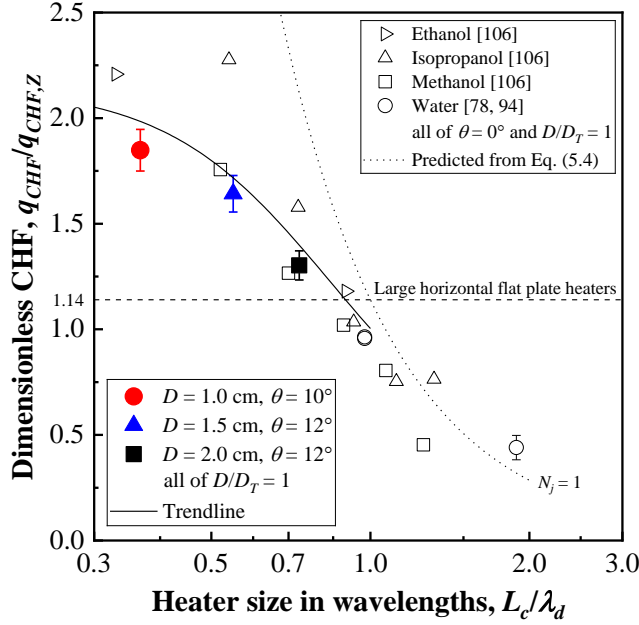 2.5
2.0
1.5
1.14
1.0
0.5
0.0
Dimensionless CHF, q_CHF/q_CHF,Z
Ethanol [106]
Isopropanol [106]
Methanol [106]
Water [78, 94]
all of θ = 0° and D/D_T = 1
Predicted from Eq. (5.4)
Large horizontal flat plate heaters
D = 1.0 cm, θ = 10°
D = 1.5 cm, θ = 12°
D = 2.0 cm, θ = 12°
all of D/D_T = 1
Trendline
N_j = 1
0.3 0.5 0.7 1.0 2.0 3.0
Heater size in wavelengths, L_c/λ_d